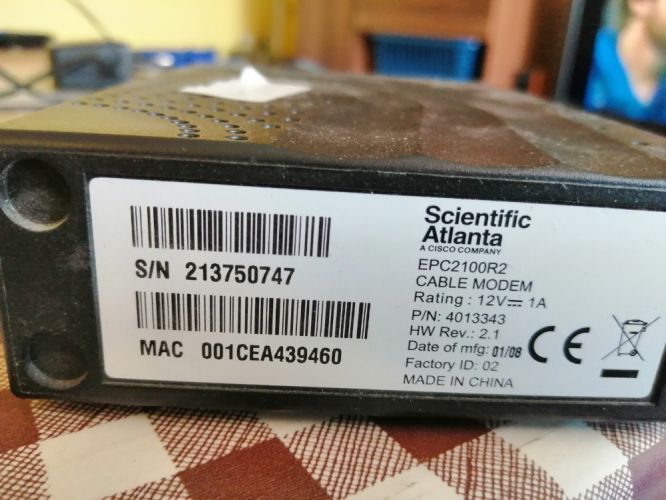 S/N 213750747
MAC 001CEA439460
Scientific
Atlanta
A CISCO COMPANY
EPC2100R2
CABLE MODEM
Rating : 12V⎓ 1A
P/N: 4013343
HW Rev.: 2.1
Date of mfg: 01/08
Factory ID: 02
MADE IN CHINA
CE